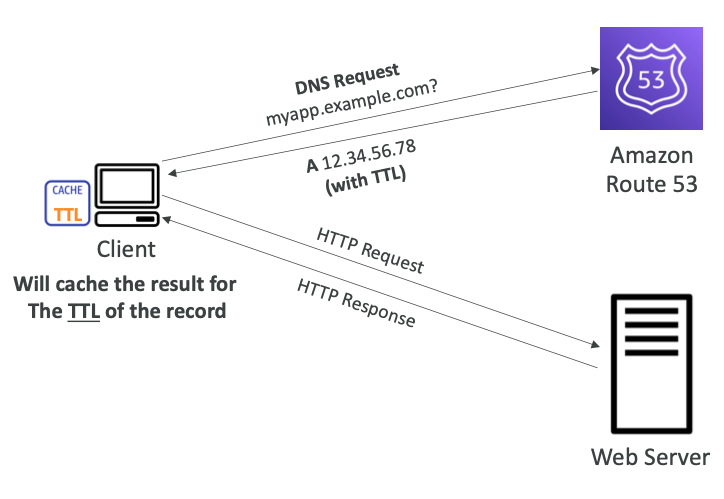 DNS Request
myapp.example.com?
53
A 12.34.56.78
(with TTL)
Amazon
Route 53
CACHE
TTL
Client
Will cache the result for
The TTL of the record
HTTP Request
HTTP Response
Web Server